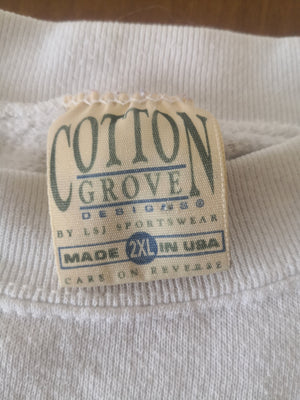 COTTON
GROVE
DESIGNS®
BY LSJ SPORTSWEAR
MADE 2XL IN USA
CARE ON REVERSE